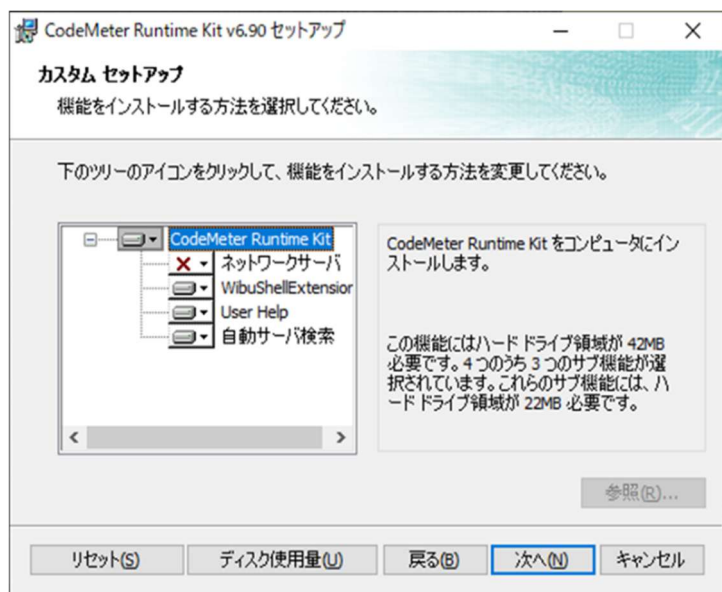 CodeMeter Runtime Kit v6.90 セットアップ
カスタム セットアップ
機能をインストールする方法を選択してください。
下のツリーのアイコンをクリックして、機能をインストールする方法を変更してください。
CodeMeter Runtime Kit
ネットワークサーバ
WibuShellExtension
User Help
自動サーバ検索
CodeMeter Runtime Kit をコンピュータにイン
ストールします。
この機能にはハード ドライブ領域が 42MB
必要です。4 つのうち 3 つのサブ機能が選
択されています。これらのサブ機能には、ハ
ード ドライブ領域が 22MB 必要です。
参照(R)...
リセット(S)
ディスク使用量(U)
戻る(B)
次へ(N)
キャンセル